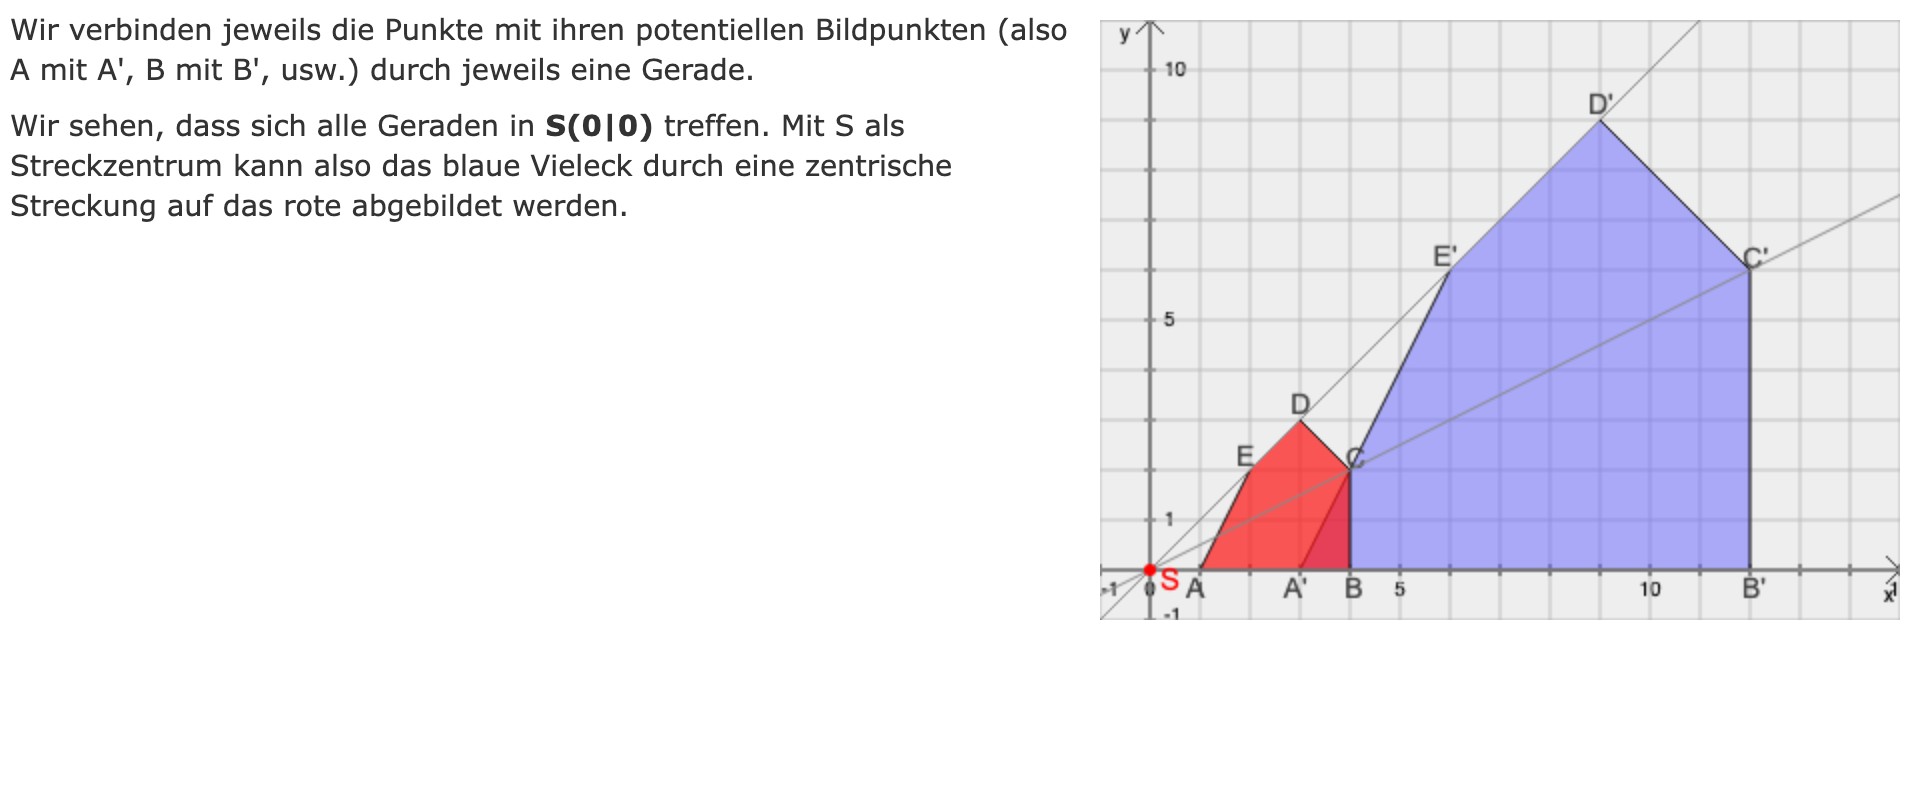 Wir verbinden jeweils die Punkte mit ihren potentiellen Bildpunkten (also
A mit A', B mit B', usw.) durch jeweils eine Gerade.
Wir sehen, dass sich alle Geraden in S(0|0) treffen. Mit S als
Streckzentrum kann also das blaue Vieleck durch eine zentrische
Streckung auf das rote abgebildet werden.
y
10
D'
E'
C'
5
D
E
C
1
S
A
A'
B
B'
-1
0
5
10
1
x
-1